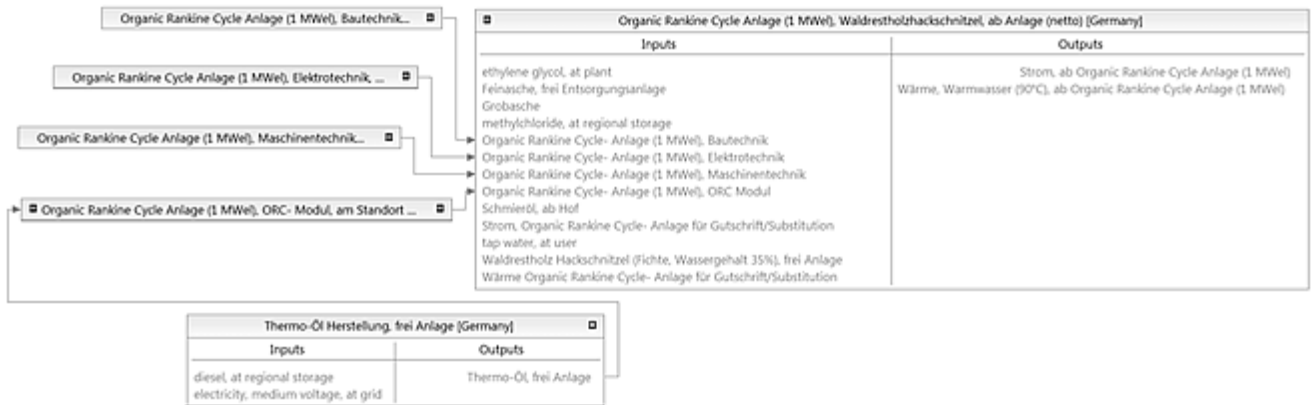 Organic Rankine Cycle Anlage (1 MWel), Bautechnik...
Organic Rankine Cycle Anlage (1 MWel), Elektrotechnik, ...
Organic Rankine Cycle Anlage (1 MWel), Maschinentechnik...
Organic Rankine Cycle Anlage (1 MWel), ORC- Modul, am Standort ...
Organic Rankine Cycle Anlage (1 MWel), Waldrestholzhackschnitzel, ab Anlage (netto) [Germany]
Inputs
Outputs
ethylene glycol, at plant
Feinasche, frei Entsorgungsanlage
Grobasche
methylchloride, at regional storage
Organic Rankine Cycle- Anlage (1 MWel), Bautechnik
Organic Rankine Cycle- Anlage (1 MWel), Elektrotechnik
Organic Rankine Cycle- Anlage (1 MWel), Maschinentechnik
Organic Rankine Cycle- Anlage (1 MWel), ORC Modul
Schmieröl, ab Hof
Strom, Organic Rankine Cycle- Anlage für Gutschrift/Substitution
tap water, at user
Waldrestholz Hackschnitzel (Fichte, Wassergehalt 35%), frei Anlage
Wärme Organic Rankine Cycle- Anlage für Gutschrift/Substitution
Strom, ab Organic Rankine Cycle Anlage (1 MWel)
Wärme, Warmwasser (90°C), ab Organic Rankine Cycle Anlage (1 MWel)
Thermo-Öl Herstellung, frei Anlage [Germany]
Inputs
Outputs
diesel, at regional storage
electricity, medium voltage, at grid
Thermo-Öl, frei Anlage